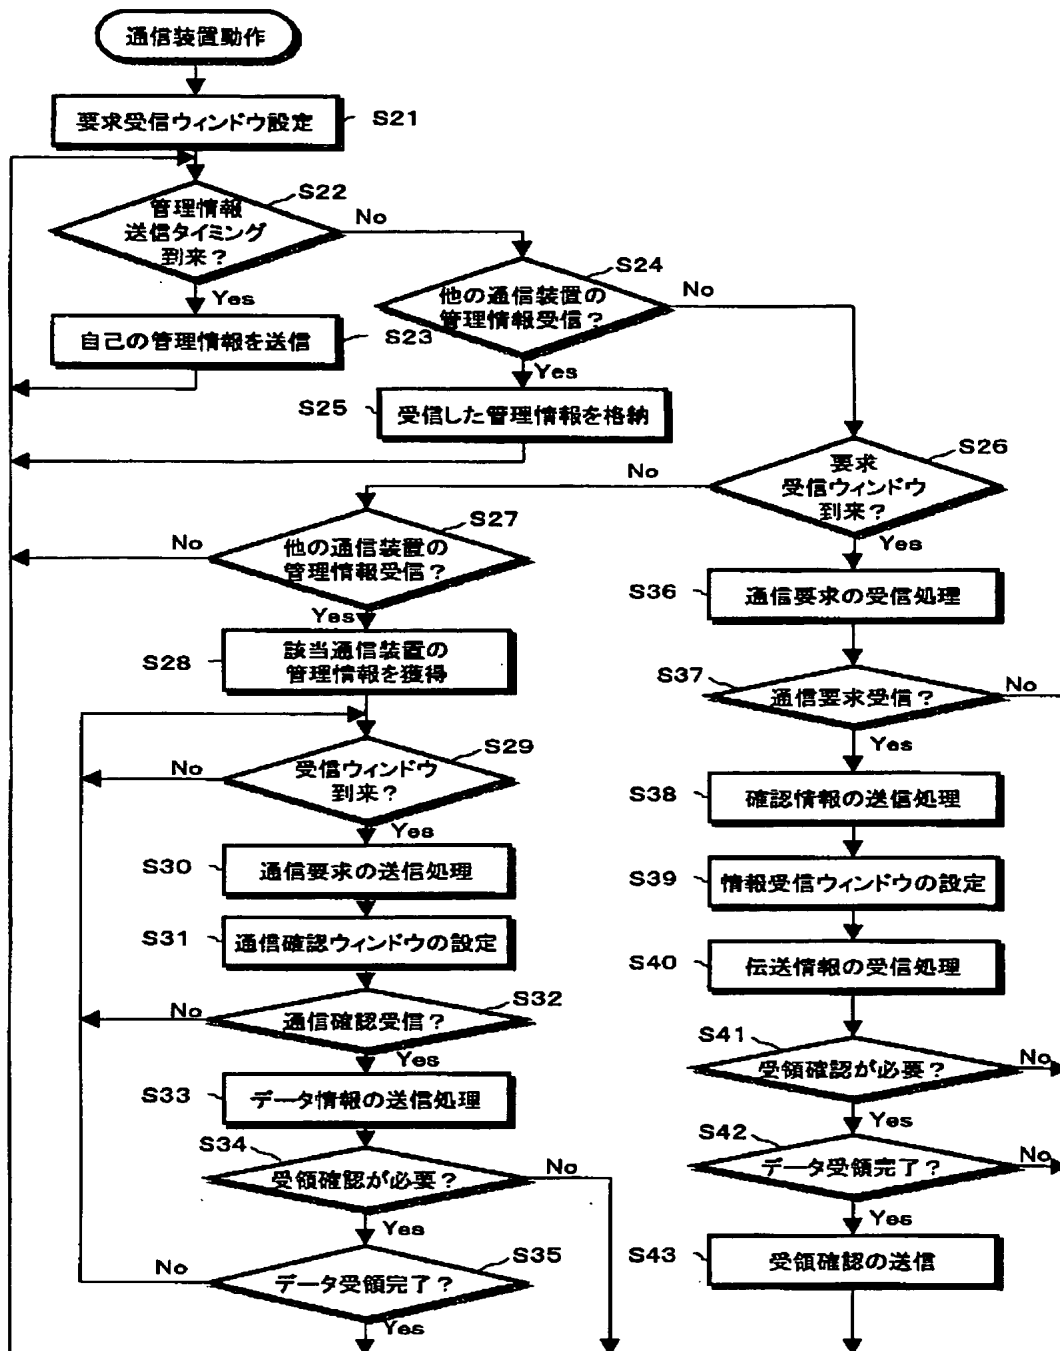 通信装置動作
要求受信ウィンドウ設定
S21
S22
管理情報
送信タイミング
到来？
No
Yes
自己の管理情報を送信
S23
S24
他の通信装置の
管理情報受信？
No
Yes
S25
受信した管理情報を格納
S26
要求
受信ウィンドウ
到来？
No
Yes
S27
他の通信装置の
管理情報受信？
No
Yes
S28
該当通信装置の
管理情報を獲得
S29
受信ウィンドウ
到来？
No
Yes
S30
通信要求の送信処理
S31
通信確認ウィンドウの設定
S32
通信確認受信？
No
Yes
S33
データ情報の送信処理
S34
受領確認が必要？
No
Yes
S35
データ受領完了？
No
Yes
S36
通信要求の受信処理
S37
通信要求受信？
No
Yes
S38
確認情報の送信処理
S39
情報受信ウィンドウの設定
S40
伝送情報の受信処理
S41
受領確認が必要？
No
Yes
S42
データ受領完了？
No
Yes
S43
受領確認の送信